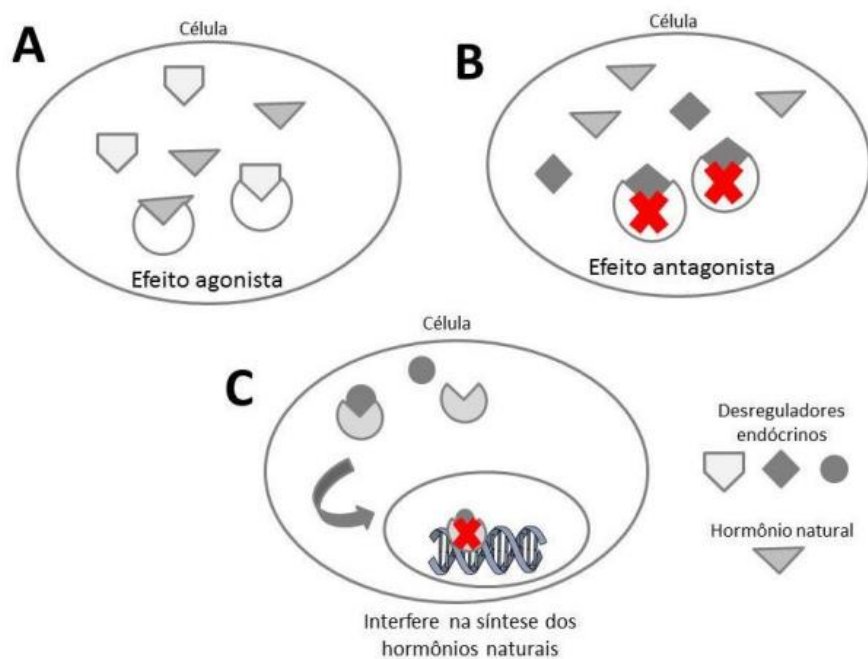 A
Célula
Efeito agonista
B
Célula
Efeito antagonista
C
Célula
Interfere na síntese dos
hormônios naturais
Desreguladores
endócrinos
Hormônio natural